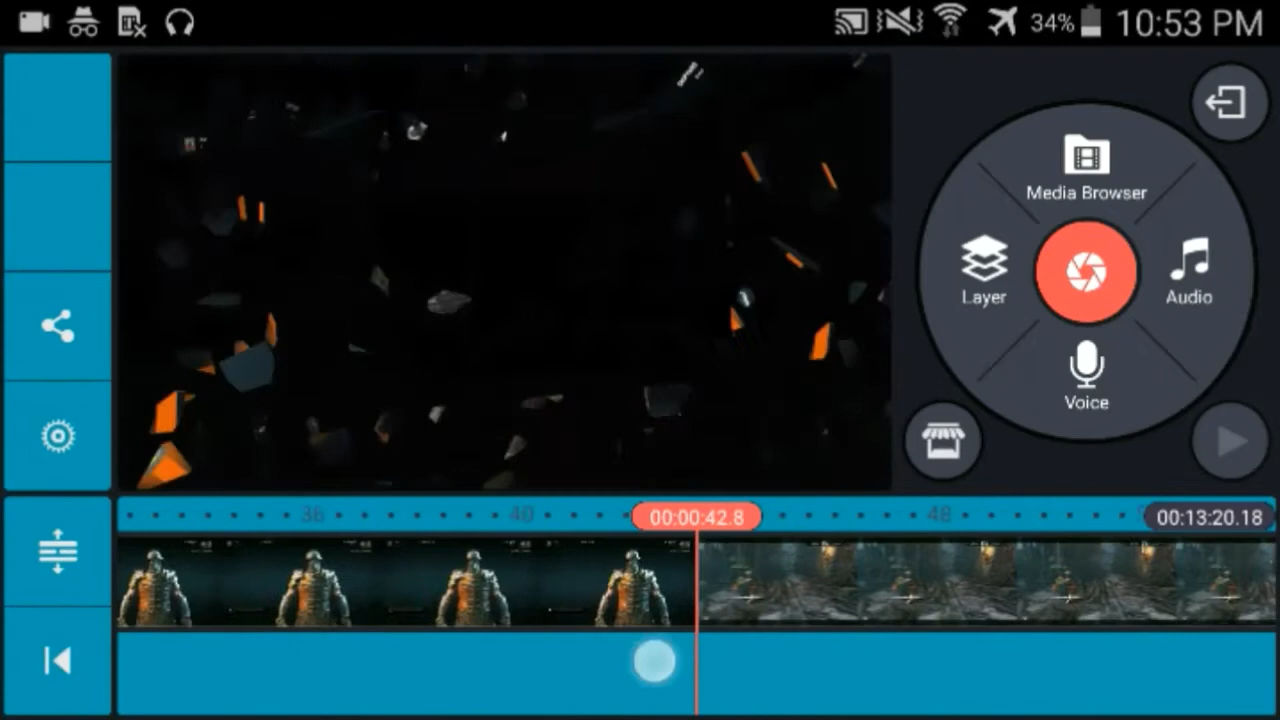 34% 10:53 PM
Media Browser
Layer
Audio
Voice
36
40
00:00:42.8
48
00:13:20.18